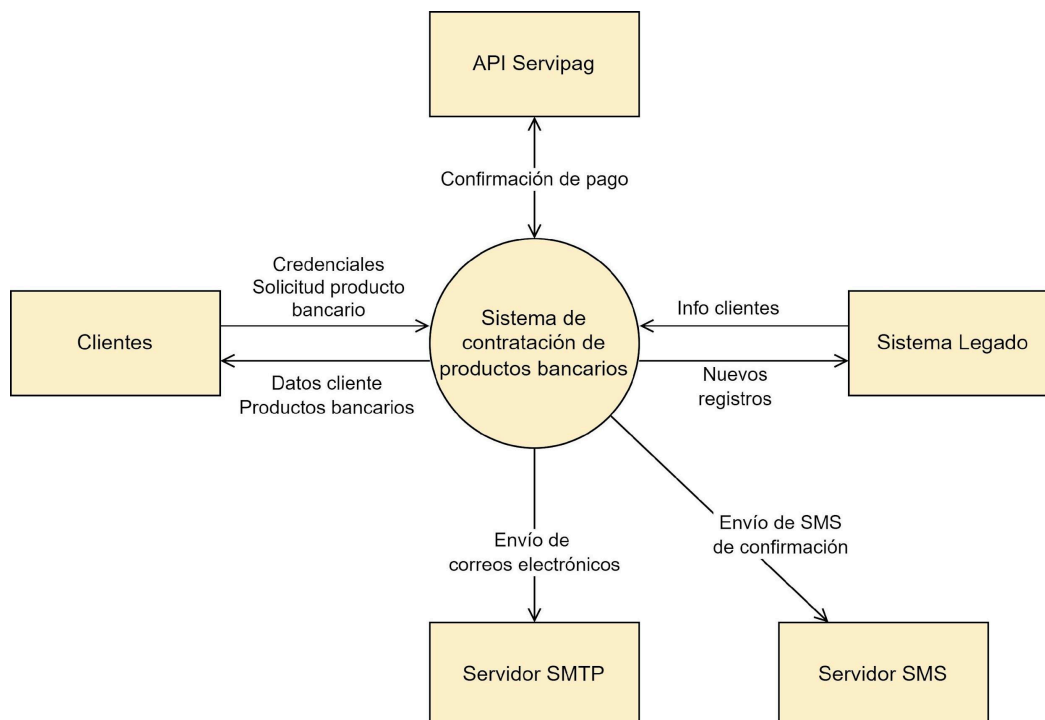 API Servipag
Confirmación de pago
Credenciales
Solicitud producto
bancario
Clientes
Datos cliente
Productos bancarios
Sistema de
contratación de
productos bancarios
Info clientes
Sistema Legado
Nuevos
registros
Envío de
correos electrónicos
Envío de SMS
de confirmación
Servidor SMTP
Servidor SMS